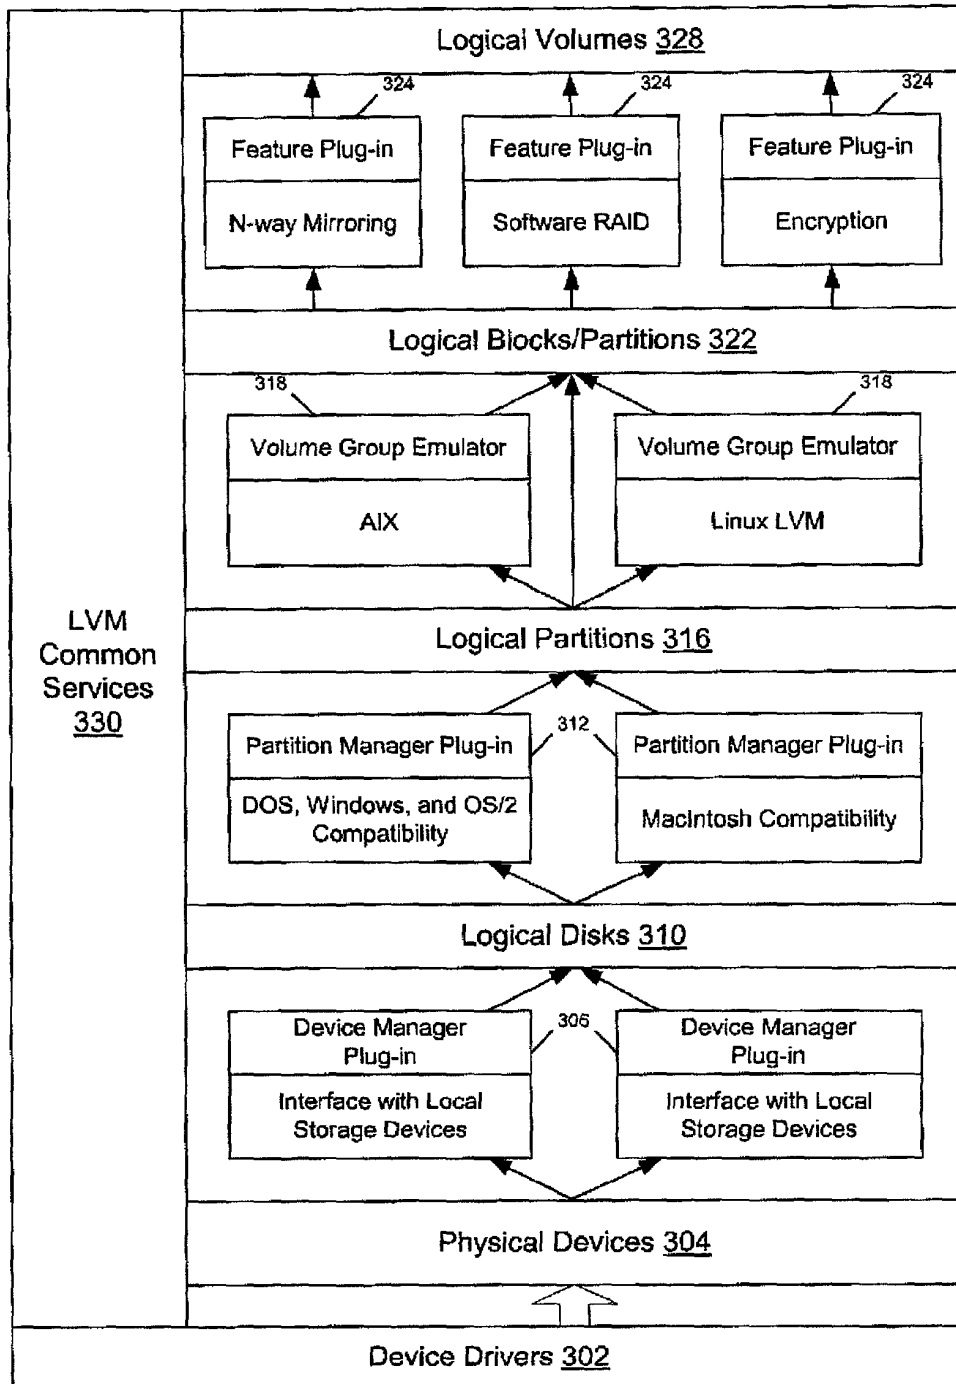 Logical Volumes 328
324
324
324
Feature Plug-in
Feature Plug-in
Feature Plug-in
N-way Mirroring
Software RAID
Encryption
Logical Blocks/Partitions 322
318
318
Volume Group Emulator
Volume Group Emulator
AIX
Linux LVM
LVM
Common
Services
330
Logical Partitions 316
312
Partition Manager Plug-in
Partition Manager Plug-in
DOS, Windows, and OS/2
Compatibility
MacIntosh Compatibility
Logical Disks 310
306
Device Manager
Plug-in
Device Manager
Plug-in
Interface with Local
Storage Devices
Interface with Local
Storage Devices
Physical Devices 304
Device Drivers 302